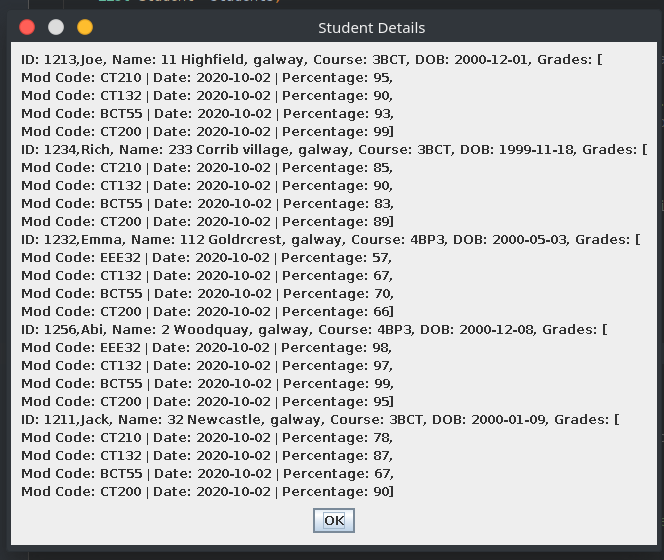 Student Details
ID: 1213,Joe, Name: 11 Highfield, galway, Course: 3BCT, DOB: 2000-12-01, Grades: [
Mod Code: CT210 | Date: 2020-10-02 | Percentage: 95,
Mod Code: CT132 | Date: 2020-10-02 | Percentage: 90,
Mod Code: BCT55 | Date: 2020-10-02 | Percentage: 93,
Mod Code: CT200 | Date: 2020-10-02 | Percentage: 99]
ID: 1234,Rich, Name: 233 Corrib village, galway, Course: 3BCT, DOB: 1999-11-18, Grades: [
Mod Code: CT210 | Date: 2020-10-02 | Percentage: 85,
Mod Code: CT132 | Date: 2020-10-02 | Percentage: 90,
Mod Code: BCT55 | Date: 2020-10-02 | Percentage: 83,
Mod Code: CT200 | Date: 2020-10-02 | Percentage: 89]
ID: 1232,Emma, Name: 112 Goldrcrest, galway, Course: 4BP3, DOB: 2000-05-03, Grades: [
Mod Code: EEE32 | Date: 2020-10-02 | Percentage: 57,
Mod Code: CT132 | Date: 2020-10-02 | Percentage: 67,
Mod Code: BCT55 | Date: 2020-10-02 | Percentage: 70,
Mod Code: CT200 | Date: 2020-10-02 | Percentage: 66]
ID: 1256,Abi, Name: 2 Woodquay, galway, Course: 4BP3, DOB: 2000-12-08, Grades: [
Mod Code: EEE32 | Date: 2020-10-02 | Percentage: 98,
Mod Code: CT132 | Date: 2020-10-02 | Percentage: 97,
Mod Code: BCT55 | Date: 2020-10-02 | Percentage: 99,
Mod Code: CT200 | Date: 2020-10-02 | Percentage: 95]
ID: 1211,Jack, Name: 32 Newcastle, galway, Course: 3BCT, DOB: 2000-01-09, Grades: [
Mod Code: CT210 | Date: 2020-10-02 | Percentage: 78,
Mod Code: CT132 | Date: 2020-10-02 | Percentage: 87,
Mod Code: BCT55 | Date: 2020-10-02 | Percentage: 67,
Mod Code: CT200 | Date: 2020-10-02 | Percentage: 90]
OK